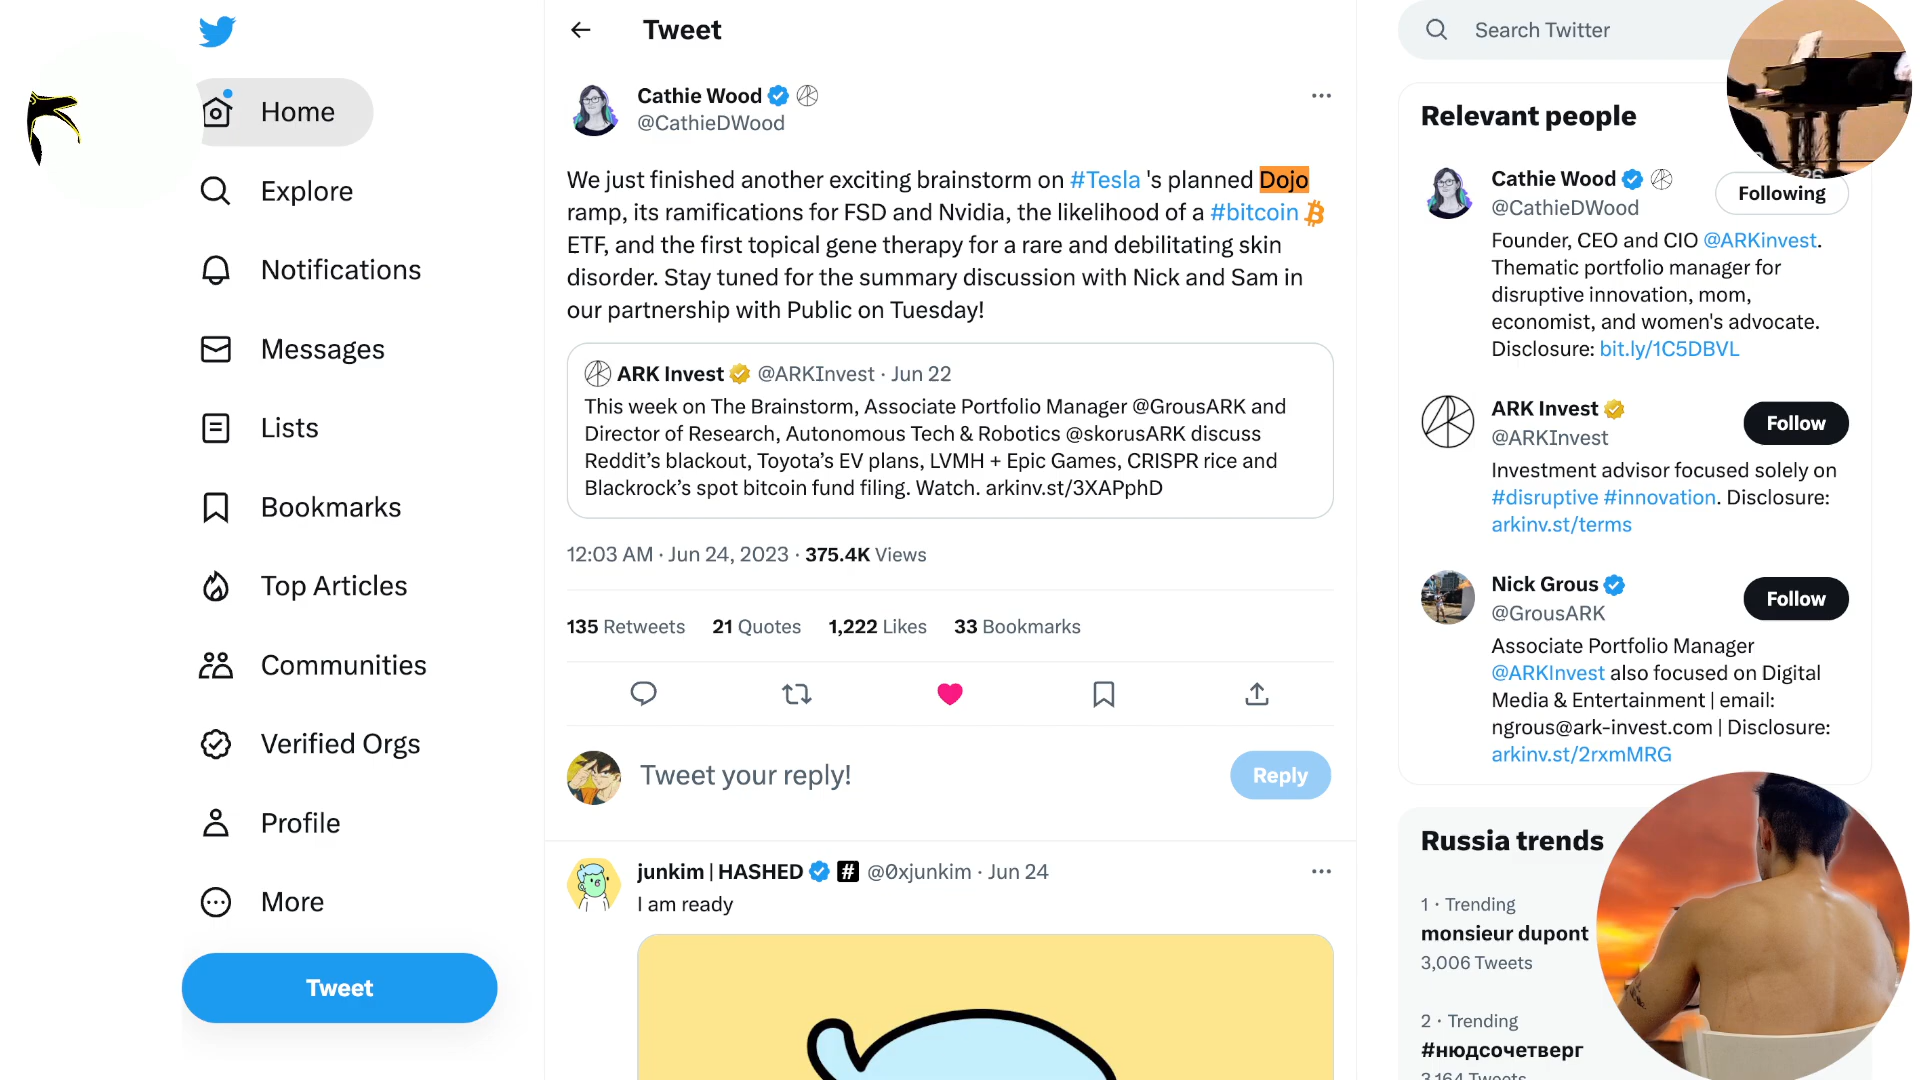 Home
Explore
Notifications
Messages
Lists
Bookmarks
Top Articles
Communities
Verified Orgs
Profile
More
Tweet
Tweet
Cathie Wood
@CathieDWood
We just finished another exciting brainstorm on #Tesla 's planned Dojo
ramp, its ramifications for FSD and Nvidia, the likelihood of a #bitcoin
ETF, and the first topical gene therapy for a rare and debilitating skin
disorder. Stay tuned for the summary discussion with Nick and Sam in
our partnership with Public on Tuesday!
ARK Invest @ARKInvest · Jun 22
This week on The Brainstorm, Associate Portfolio Manager @GrousARK and
Director of Research, Autonomous Tech & Robotics @skorusARK discuss
Reddit’s blackout, Toyota’s EV plans, LVMH + Epic Games, CRISPR rice and
Blackrock’s spot bitcoin fund filing. Watch. arkinv.st/3XAPphD
12:03 AM · Jun 24, 2023 · 375.4K Views
135 Retweets 21 Quotes 1,222 Likes 33 Bookmarks
Tweet your reply!
Reply
junkim | HASHED # @0xjunkim · Jun 24
I am ready
Search Twitter
Relevant people
Cathie Wood
@CathieDWood
Following
Founder, CEO and CIO @ARKinvest.
Thematic portfolio manager for
disruptive innovation, mom,
economist, and women's advocate.
Disclosure: bit.ly/1C5DBVL
ARK Invest
@ARKInvest
Follow
Investment advisor focused solely on
#disruptive #innovation. Disclosure:
arkinv.st/terms
Nick Grous
@GrousARK
Follow
Associate Portfolio Manager
@ARKInvest also focused on Digital
Media & Entertainment | email:
ngrous@ark-invest.com | Disclosure:
arkinv.st/2rxmMRG
Russia trends
1 · Trending
monsieur dupont
3,006 Tweets
2 · Trending
#нюдсочетверг
3,164 Tweets